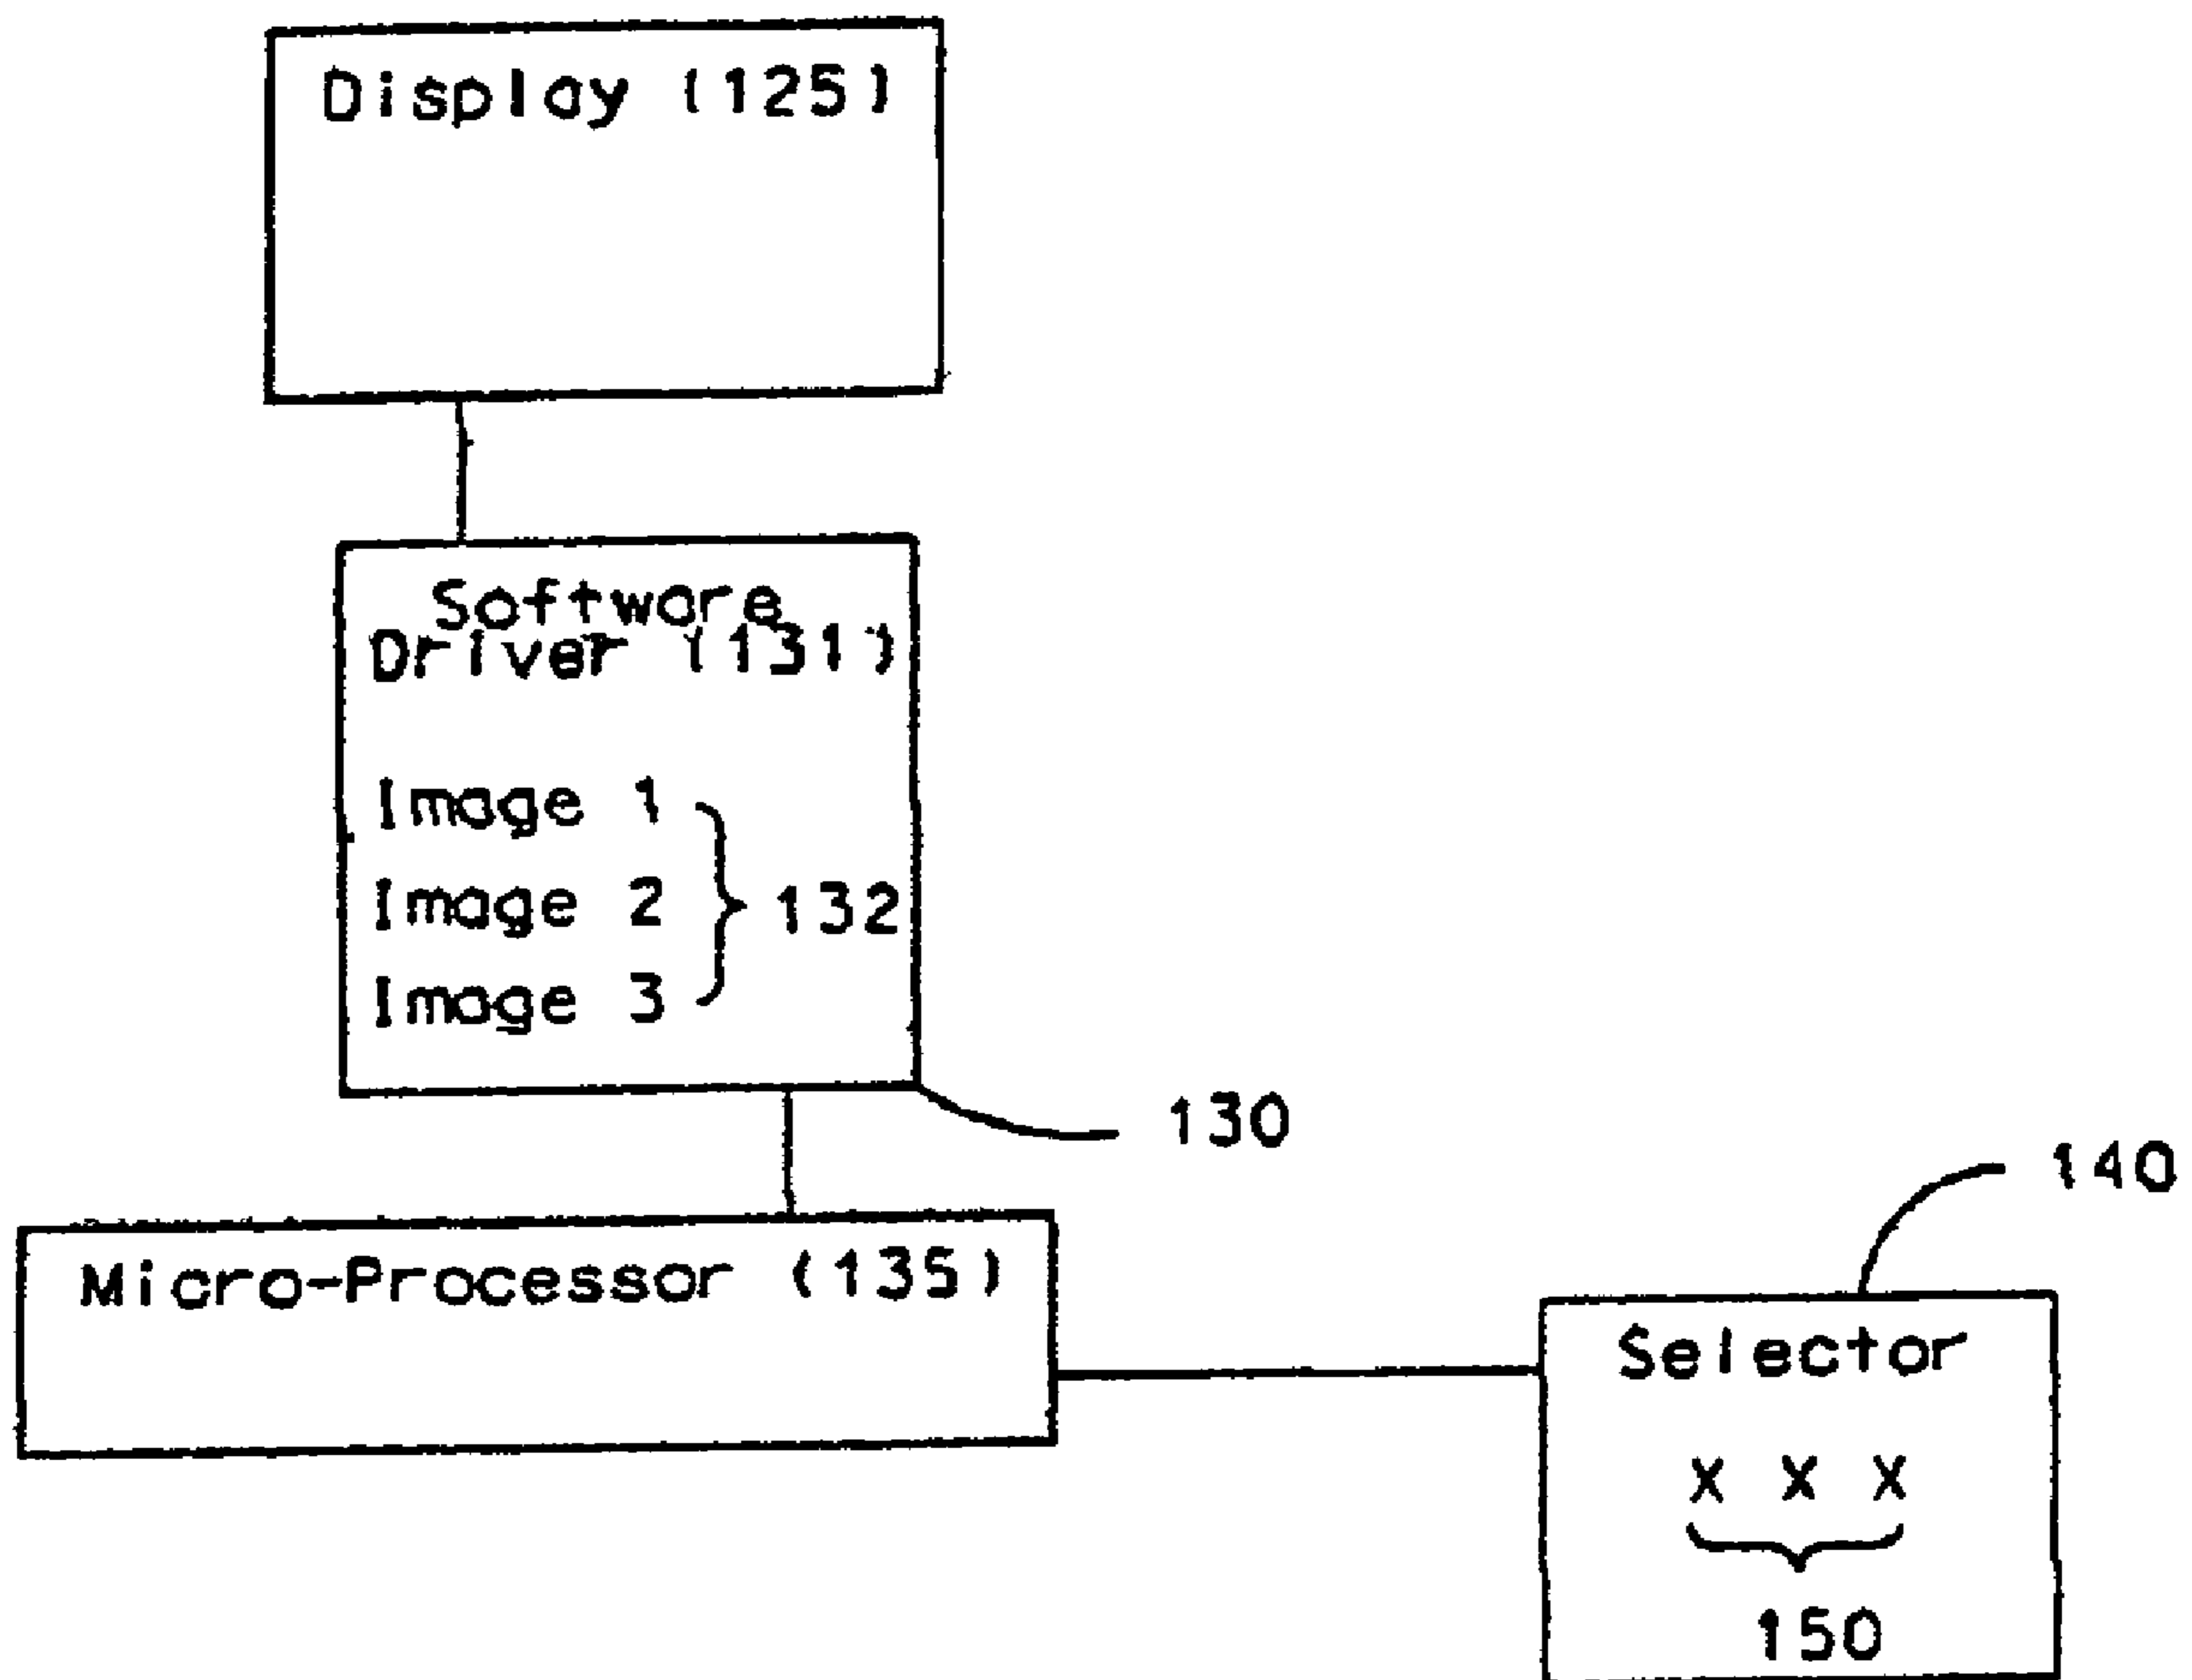 Display (125)
Software
Driver (131)
Image 1
Image 2
Image 3
132
130
140
Micro-Processor (135)
Selector
X X X
150